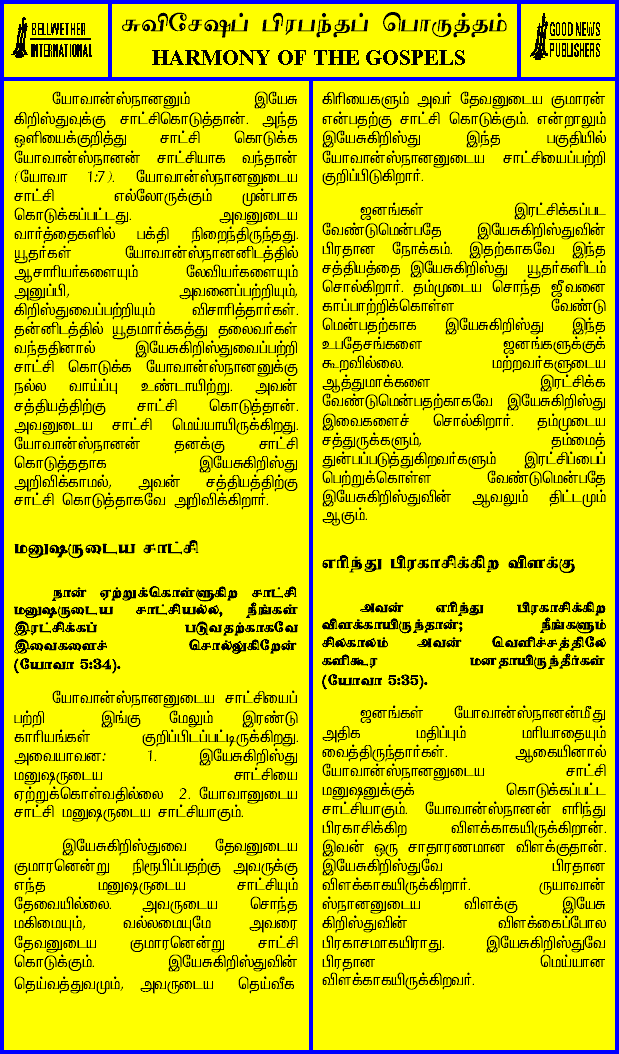 BELLWETHER
INTERNATIONAL
சுவிசேஷப் பிரபந்தப் பொருத்தம்
HARMONY OF THE GOSPELS
GOOD NEWS
PUBLISHERS
யோவான்ஸ்நானனும் இயேசு
கிறிஸ்துவுக்கு சாட்சிகொடுத்தான். அந்த
ஒளியைக்குறித்து சாட்சி கொடுக்க
யோவான்ஸ்நானன் சாட்சியாக வந்தான்
(யோவா 1:7). யோவான்ஸ்நானனுடைய
சாட்சி எல்லோருக்கும் முன்பாக
கொடுக்கப்பட்டது. அவனுடைய
வார்த்தைகளில் பக்தி நிறைந்திருந்தது.
யூதர்கள் யோவான்ஸ்நானனிடத்தில்
ஆசாரியர்களையும் லேவியர்களையும்
அனுப்பி, அவனைப்பற்றியும்,
கிறிஸ்துவைப்பற்றியும் விசாரித்தார்கள்.
தன்னிடத்தில் யூதமார்க்கத்து தலைவர்கள்
வந்ததினால் இயேசுகிறிஸ்துவைப்பற்றி
சாட்சி கொடுக்க யோவான்ஸ்நானனுக்கு
நல்ல வாய்ப்பு உண்டாயிற்று. அவன்
சத்தியத்திற்கு சாட்சி கொடுத்தான்.
அவனுடைய சாட்சி மெய்யாயிருக்கிறது.
யோவான்ஸ்நானன் தனக்கு சாட்சி
கொடுத்ததாக இயேசுகிறிஸ்து
அறிவிக்காமல், அவன் சத்தியத்திற்கு
சாட்சி கொடுத்தாகவே அறிவிக்கிறார்.
மனுஷருடைய சாட்சி
நான் ஏற்றுக்கொள்ளுகிற சாட்சி
மனுஷருடைய சாட்சியல்ல, நீங்கள்
இரட்சிக்கப் படுவதற்காகவே
இவைகளைச் சொல்லுகிறேன்
(யோவா 5:34).
யோவான்ஸ்நானனுடைய சாட்சியைப்
பற்றி இங்கு மேலும் இரண்டு
காரியங்கள் குறிப்பிடப்பட்டிருக்கிறது.
அவையாவன: 1. இயேசுகிறிஸ்து
மனுஷருடைய சாட்சியை
ஏற்றுக்கொள்வதில்லை 2. யோவானுடைய
சாட்சி மனுஷருடைய சாட்சியாகும்.
இயேசுகிறிஸ்துவை தேவனுடைய
குமாரனென்று நிரூபிப்பதற்கு அவருக்கு
எந்த மனுஷருடைய சாட்சியும்
தேவையில்லை. அவருடைய சொந்த
மகிமையும், வல்லமையுமே அவரை
தேவனுடைய குமாரனென்று சாட்சி
கொடுக்கும். இயேசுகிறிஸ்துவின்
தெய்வத்துவமும், அவருடைய தெய்வீக
கிரியைகளும் அவர் தேவனுடைய குமாரன்
என்பதற்கு சாட்சி கொடுக்கும். என்றாலும்
இயேசுகிறிஸ்து இந்த பகுதியில்
யோவான்ஸ்நானனுடைய சாட்சியைப்பற்றி
குறிப்பிடுகிறார்.
ஜனங்கள் இரட்சிக்கப்பட
வேண்டுமென்பதே இயேசுகிறிஸ்துவின்
பிரதான நோக்கம். இதற்காகவே இந்த
சத்தியத்தை இயேசுகிறிஸ்து யூதர்களிடம்
சொல்கிறார். தம்முடைய சொந்த ஜீவனை
காப்பாற்றிக்கொள்ள வேண்டு
மென்பதற்காக இயேசுகிறிஸ்து இந்த
உபதேசங்களை ஜனங்களுக்குக்
கூறவில்லை. மற்றவர்களுடைய
ஆத்துமாக்களை இரட்சிக்க
வேண்டுமென்பதற்காகவே இயேசுகிறிஸ்து
இவைகளைச் சொல்கிறார். தம்முடைய
சத்துருக்களும், தம்மைத்
துன்பப்படுத்துகிறவர்களும் இரட்சிப்பைப்
பெற்றுக்கொள்ள வேண்டுமென்பதே
இயேசுகிறிஸ்துவின் ஆவலும் திட்டமும்
ஆகும்.
எரிந்து பிரகாசிக்கிற விளக்கு
அவன் எரிந்து பிரகாசிக்கிற
விளக்காயிருந்தான்; நீங்களும்
சிலகாலம் அவன் வெளிச்சத்திலே
களிகூர மனதாயிருந்தீர்கள்
(யோவா 5:35).
ஜனங்கள் யோவான்ஸ்நானன்மீது
அதிக மதிப்பும் மரியாதையும்
வைத்திருந்தார்கள். ஆகையினால்
யோவான்ஸ்நானனுடைய சாட்சி
மனுஷனுக்குக் கொடுக்கப்பட்ட
சாட்சியாகும். யோவான்ஸ்நானன் எரிந்து
பிரகாசிக்கிற விளக்காகயிருக்கிறான்.
இவன் ஒரு சாதாரணமான விளக்குதான்.
இயேசுகிறிஸ்துவே பிரதான
விளக்காகயிருக்கிறார். ருயாவான்
ஸ்நானனுடைய விளக்கு இயேசு
கிறிஸ்துவின் விளக்கைப்போல
பிரகாசமாகயிராது. இயேசுகிறிஸ்துவே
பிரதான மெய்யான
விளக்காகயிருக்கிறவர்.